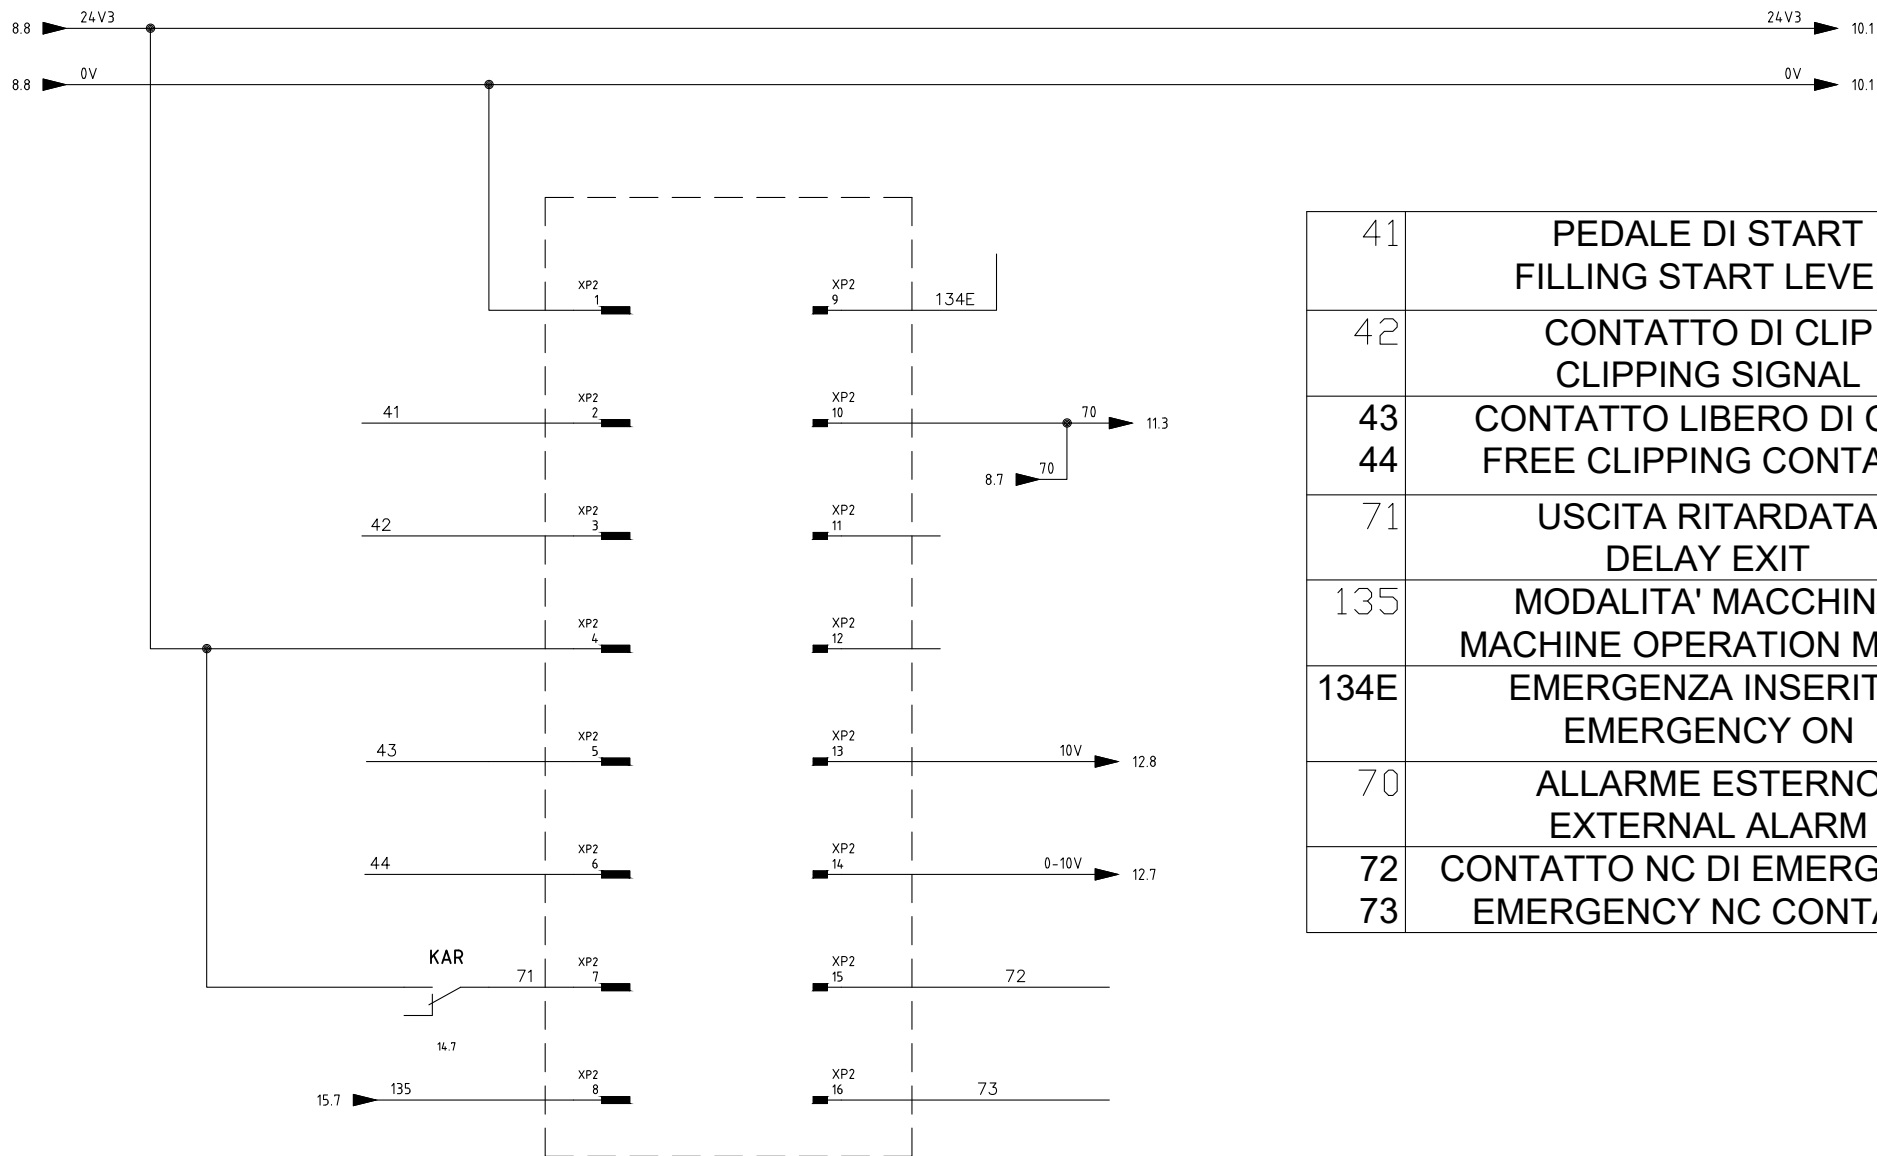 8.8 24V3 24V3 10.1
8.8 0V 0V 10.1
XP2 1
XP2 9 134E
41 XP2 2
XP2 10 70 11.3
8.7 70
42 XP2 3
XP2 11
XP2 4
XP2 12
43 XP2 5
XP2 13 10V 12.8
44 XP2 6
XP2 14 0-10V 12.7
KAR
71 XP2 7
XP2 15 72
14.7
15.7 135 XP2 8
XP2 16 73
41 PEDALE DI START
FILLING START LEVE
42 CONTATTO DI CLIP
CLIPPING SIGNAL
43 CONTATTO LIBERO DI
44 FREE CLIPPING CONTA
71 USCITA RITARDATA
DELAY EXIT
135 MODALITA' MACCHIN
MACHINE OPERATION M
134E EMERGENZA INSERIT
EMERGENCY ON
70 ALLARME ESTERNO
EXTERNAL ALARM
72 CONTATTO NC DI EMERG
73 EMERGENCY NC CONTA